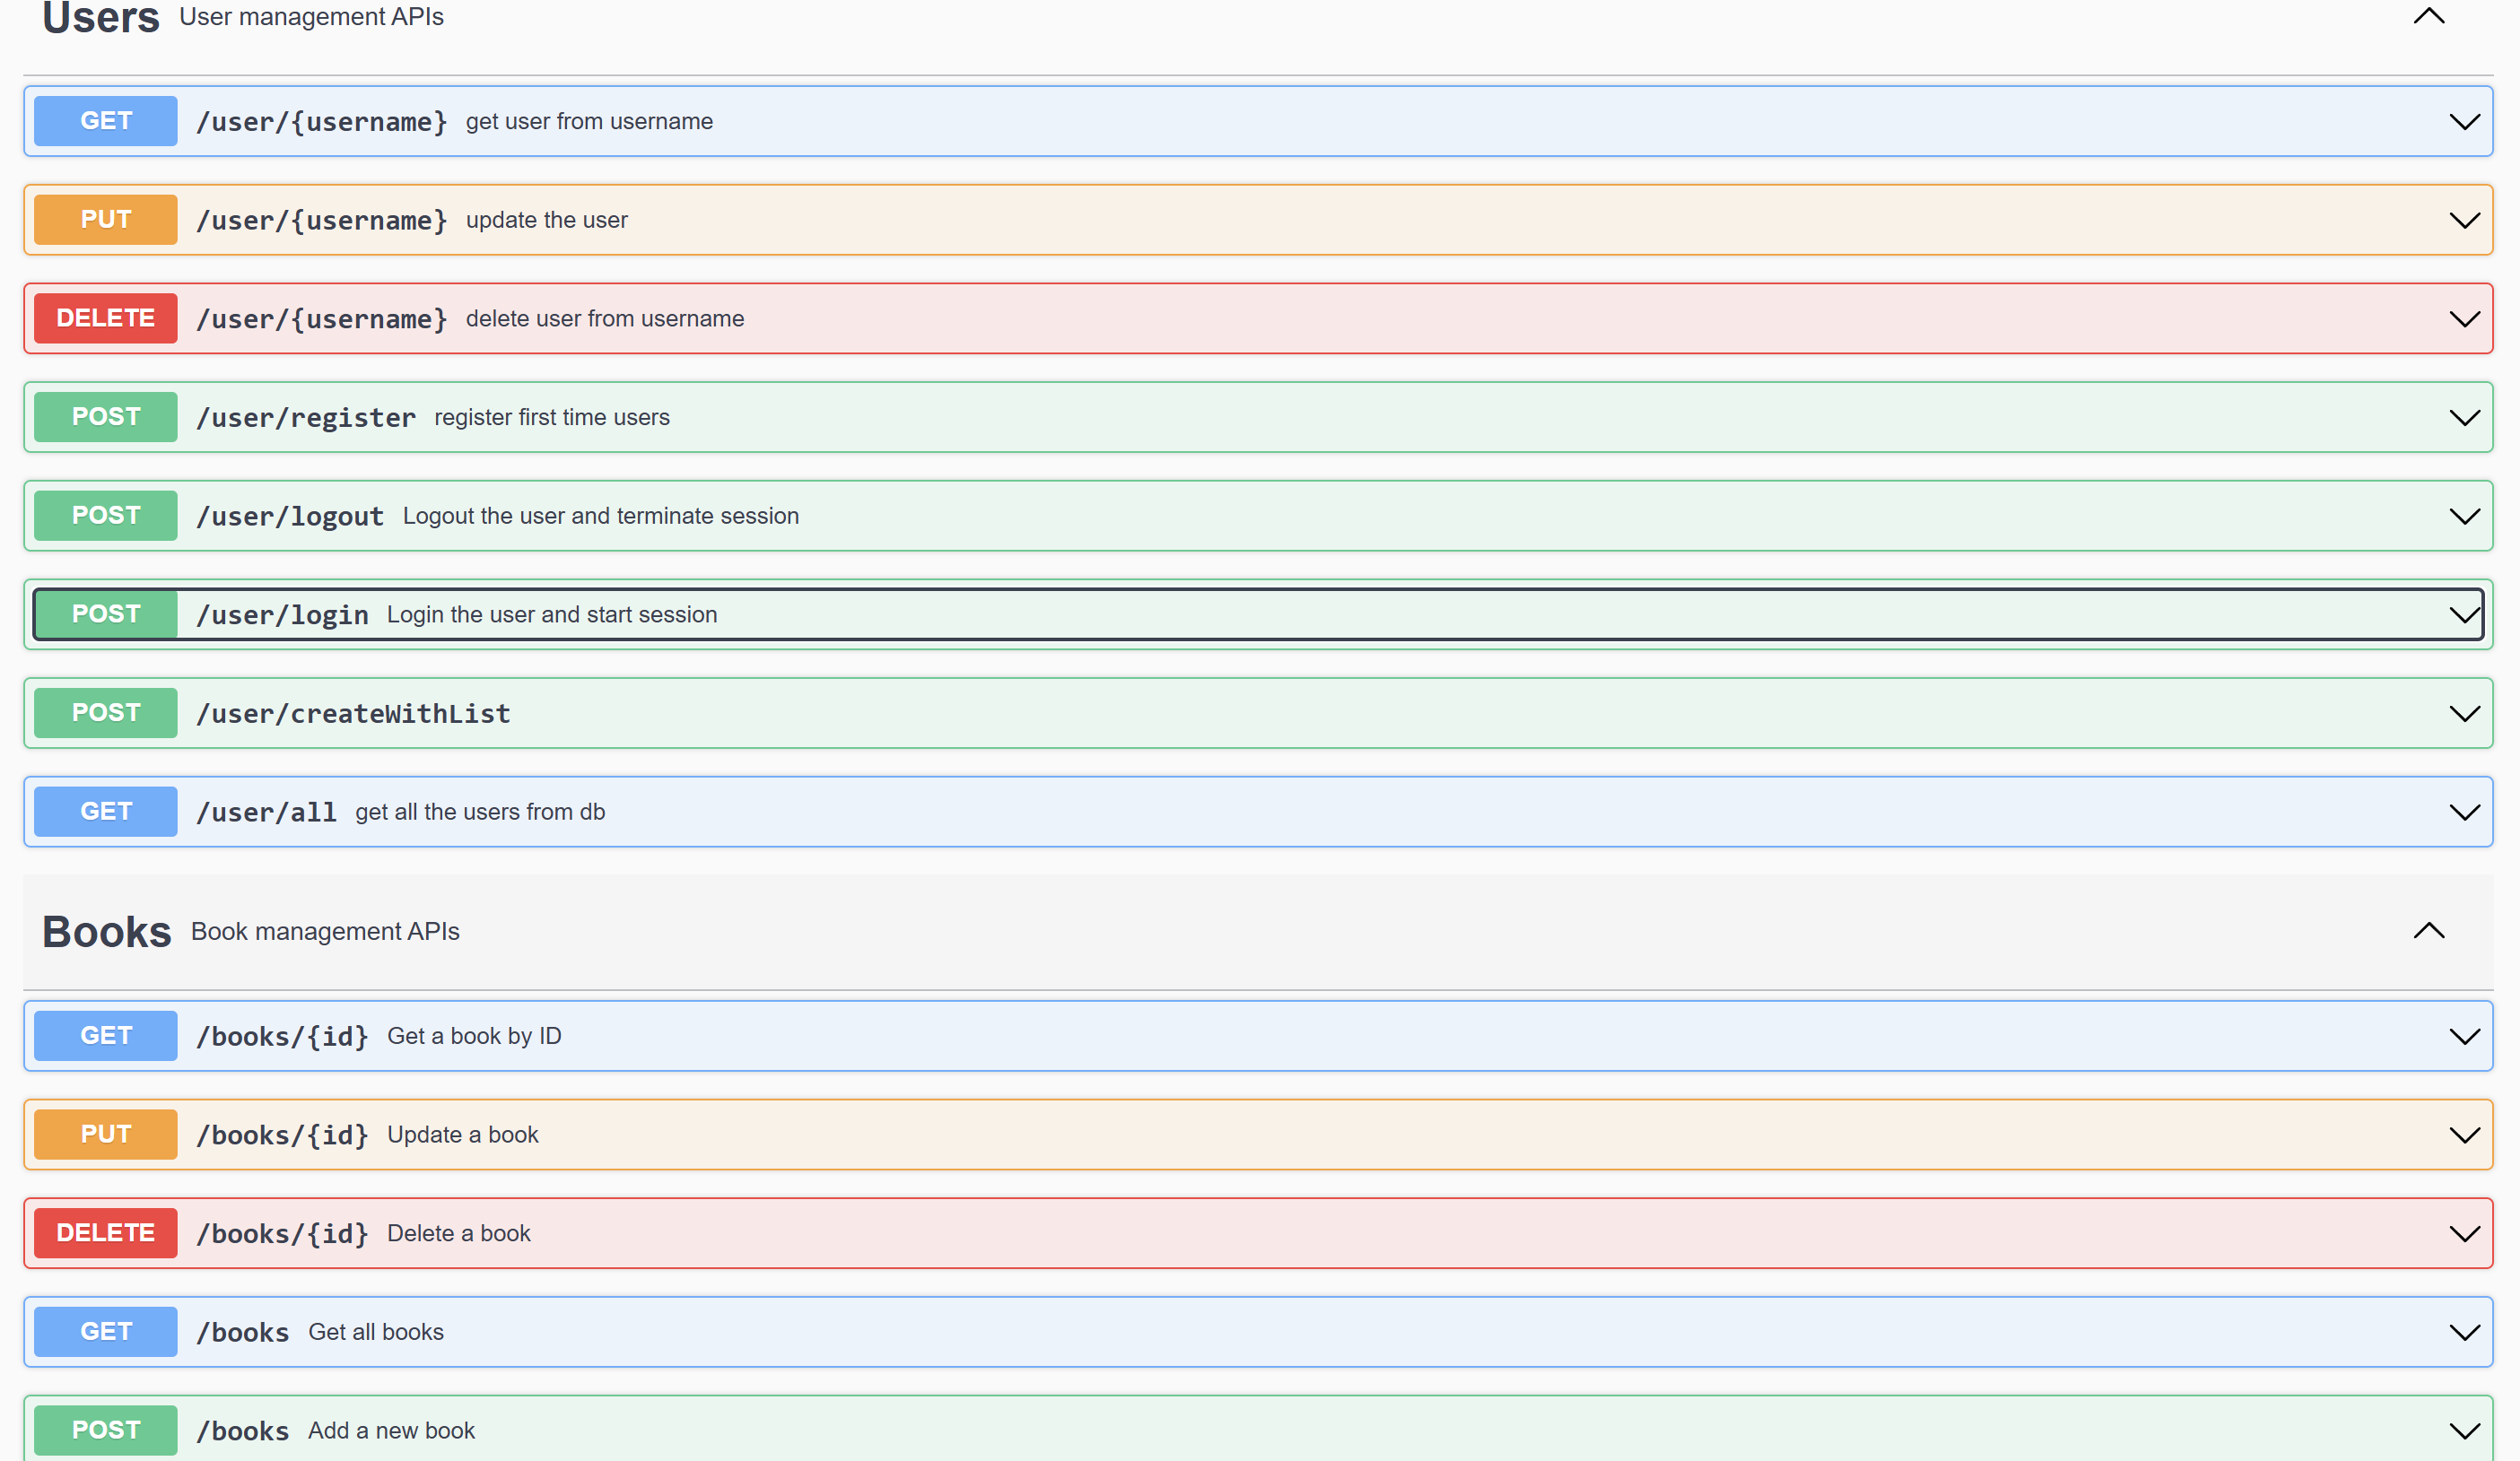 Users User management APIs
GET /user/{username} get user from username
PUT /user/{username} update the user
DELETE /user/{username} delete user from username
POST /user/register register first time users
POST /user/logout Logout the user and terminate session
POST /user/login Login the user and start session
POST /user/createWithList
GET /user/all get all the users from db
Books Book management APIs
GET /books/{id} Get a book by ID
PUT /books/{id} Update a book
DELETE /books/{id} Delete a book
GET /books Get all books
POST /books Add a new book